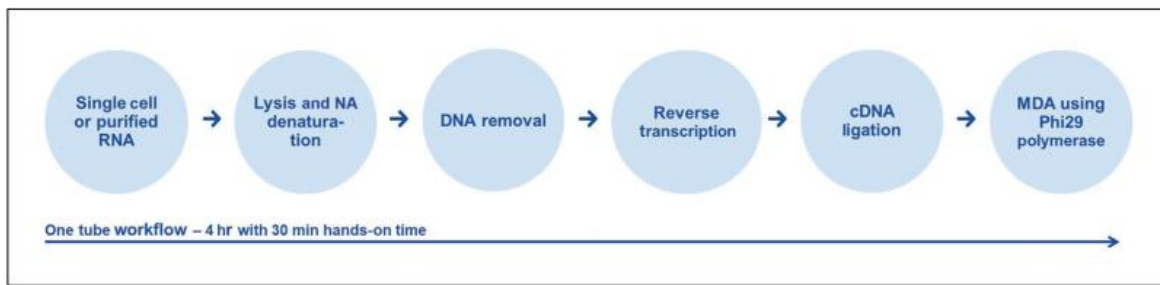 Single cell
or purified
RNA
Lysis and NA
denatura-
tion
DNA removal
Reverse
transcription
cDNA
ligation
MDA using
Phi29
polymerase
One tube workflow – 4 hr with 30 min hands-on time